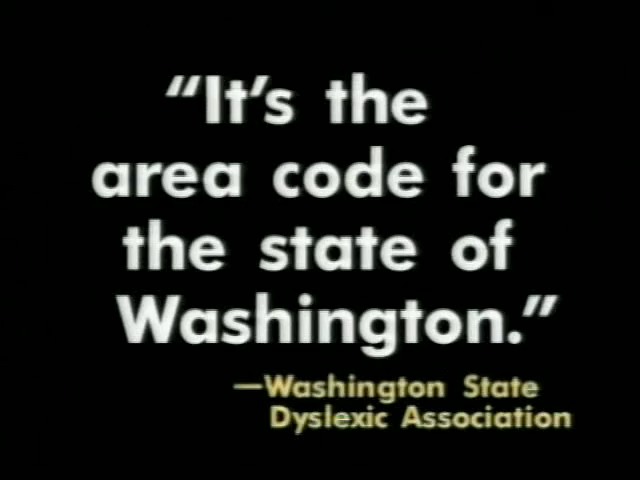 “It’s the
area code for
the state of
Washington.”
—Washington State
Dyslexic Association